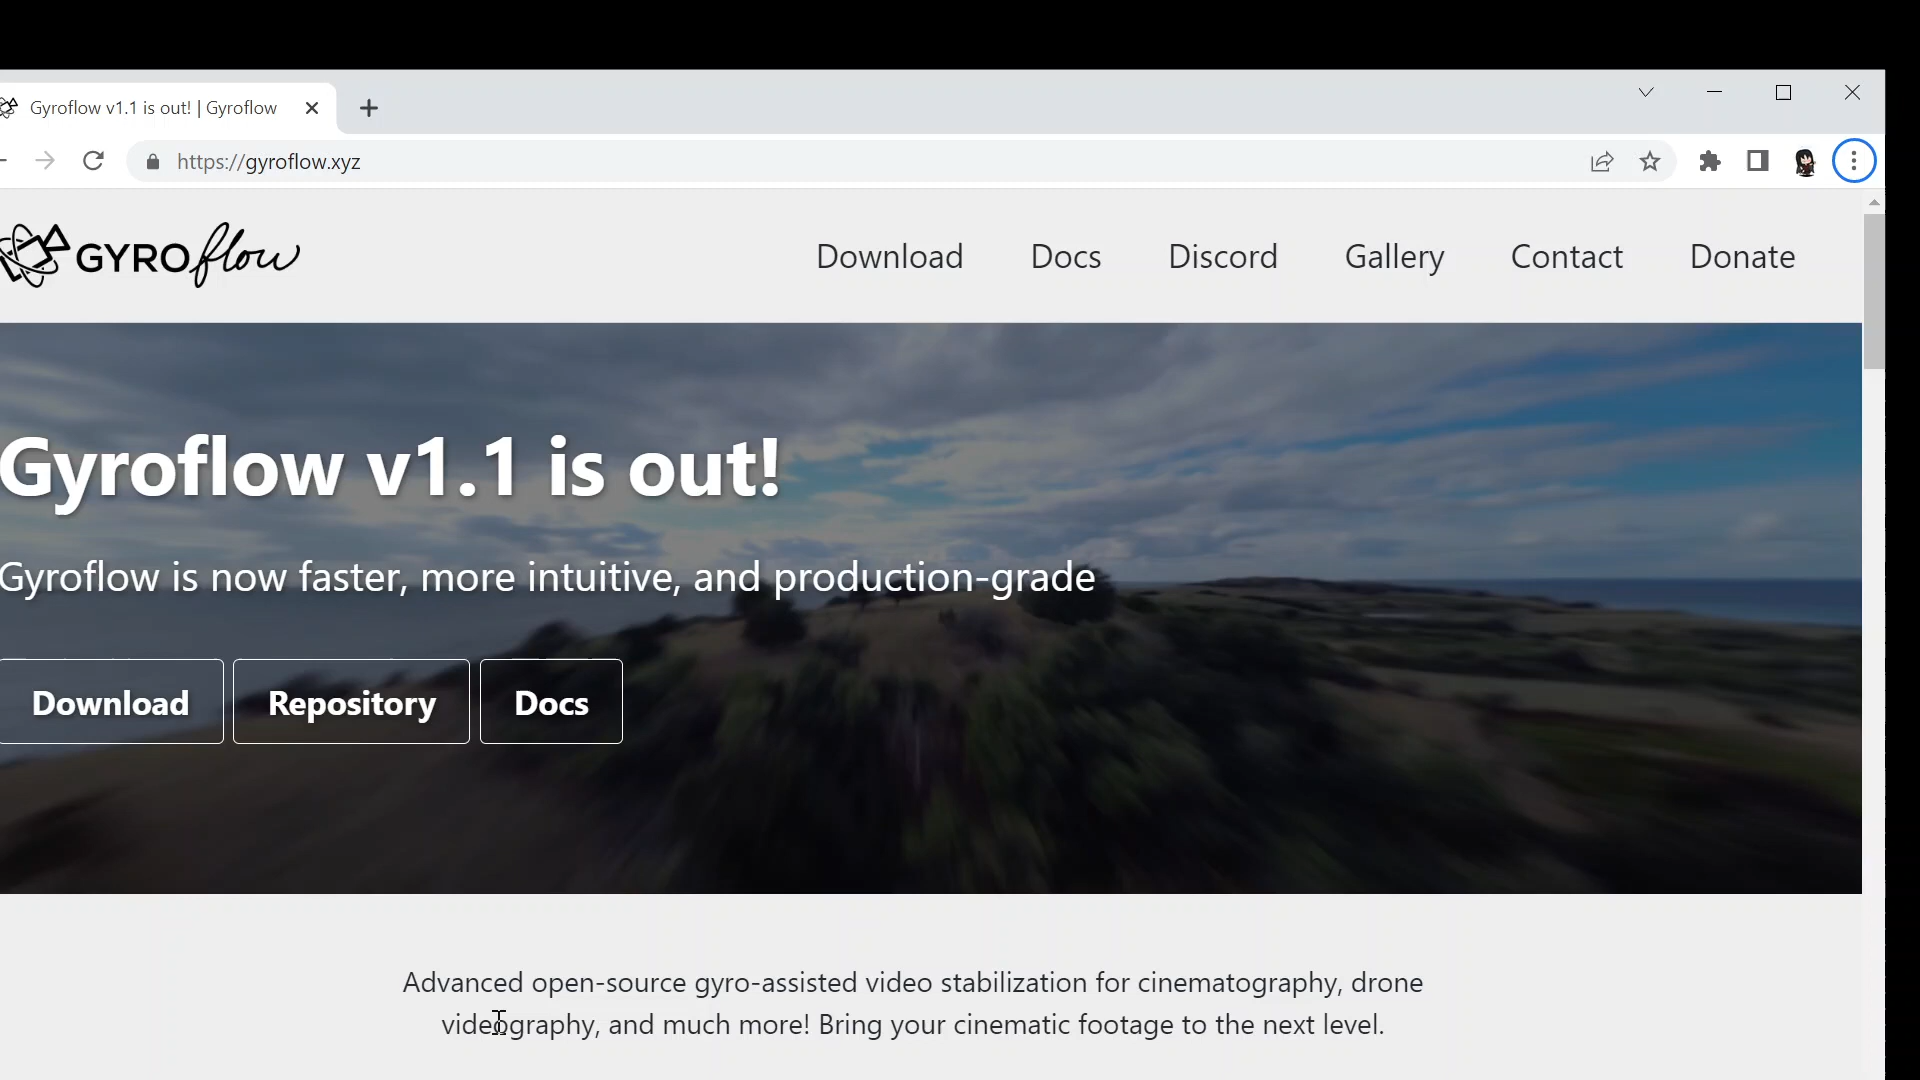 Gyroflow v1.1 is out! | Gyroflow
https://gyroflow.xyz
GYROflow
Download Docs Discord Gallery Contact Donate
Gyroflow v1.1 is out!
Gyroflow is now faster, more intuitive, and production-grade
Download Repository Docs
Advanced open-source gyro-assisted video stabilization for cinematography, drone
videography, and much more! Bring your cinematic footage to the next level.